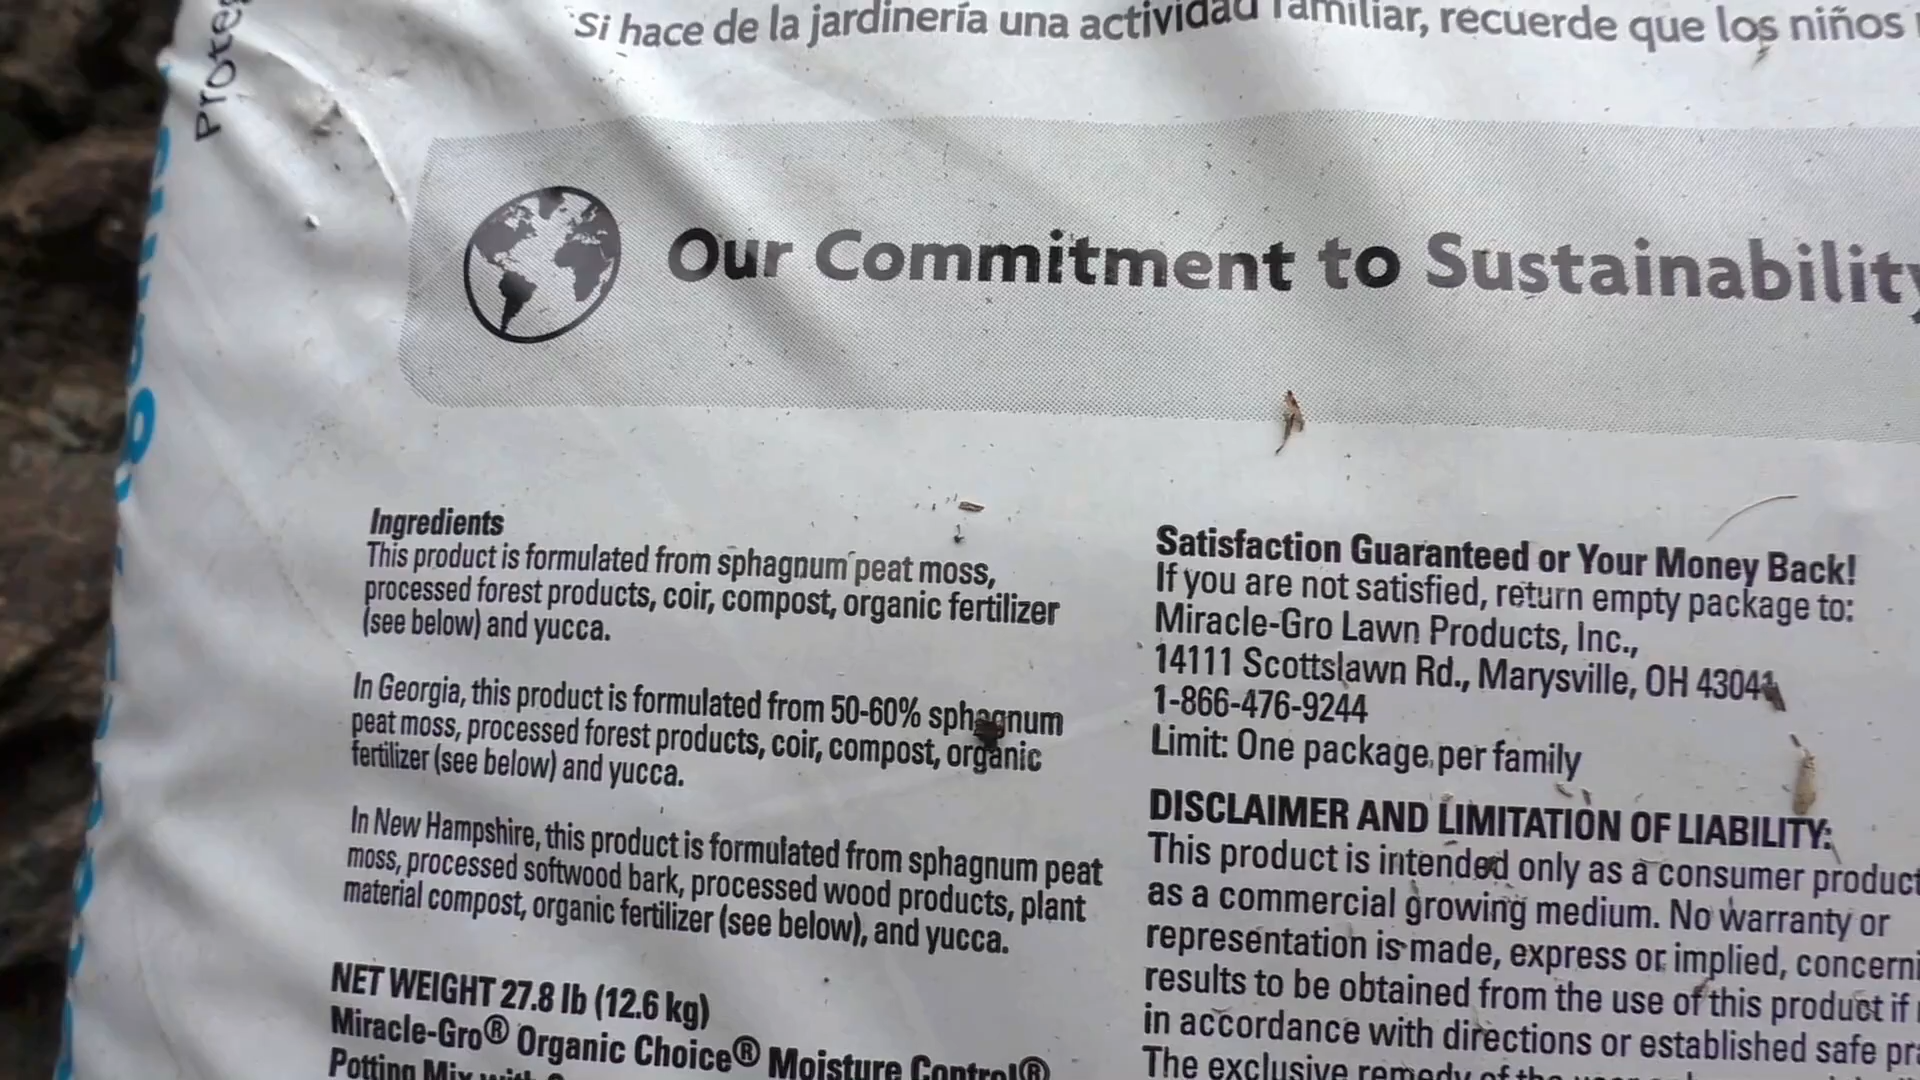 Si hace de la jardinería una actividad familiar, recuerde que los niños
Our Commitment to Sustainability
Ingredients
This product is formulated from sphagnum peat moss,
processed forest products, coir, compost, organic fertilizer
(see below) and yucca.
In Georgia, this product is formulated from 50-60% sphagnum
peat moss, processed forest products, coir, compost, organic
fertilizer (see below) and yucca.
In New Hampshire, this product is formulated from sphagnum peat
moss, processed softwood bark, processed wood products, plant
material compost, organic fertilizer (see below), and yucca.
NET WEIGHT 27.8 lb (12.6 kg)
Miracle-Gro® Organic Choice® Moisture Control®
Potting Mix with
Satisfaction Guaranteed or Your Money Back!
If you are not satisfied, return empty package to:
Miracle-Gro Lawn Products, Inc.,
14111 Scottslawn Rd., Marysville, OH 43041
1-866-476-9244
Limit: One package per family
DISCLAIMER AND LIMITATION OF LIABILITY:
This product is intended only as a consumer product
as a commercial growing medium. No warranty or
representation is made, express or implied, concerni
results to be obtained from the use of this product if
in accordance with directions or established safe pr
The exclusive remedy of the